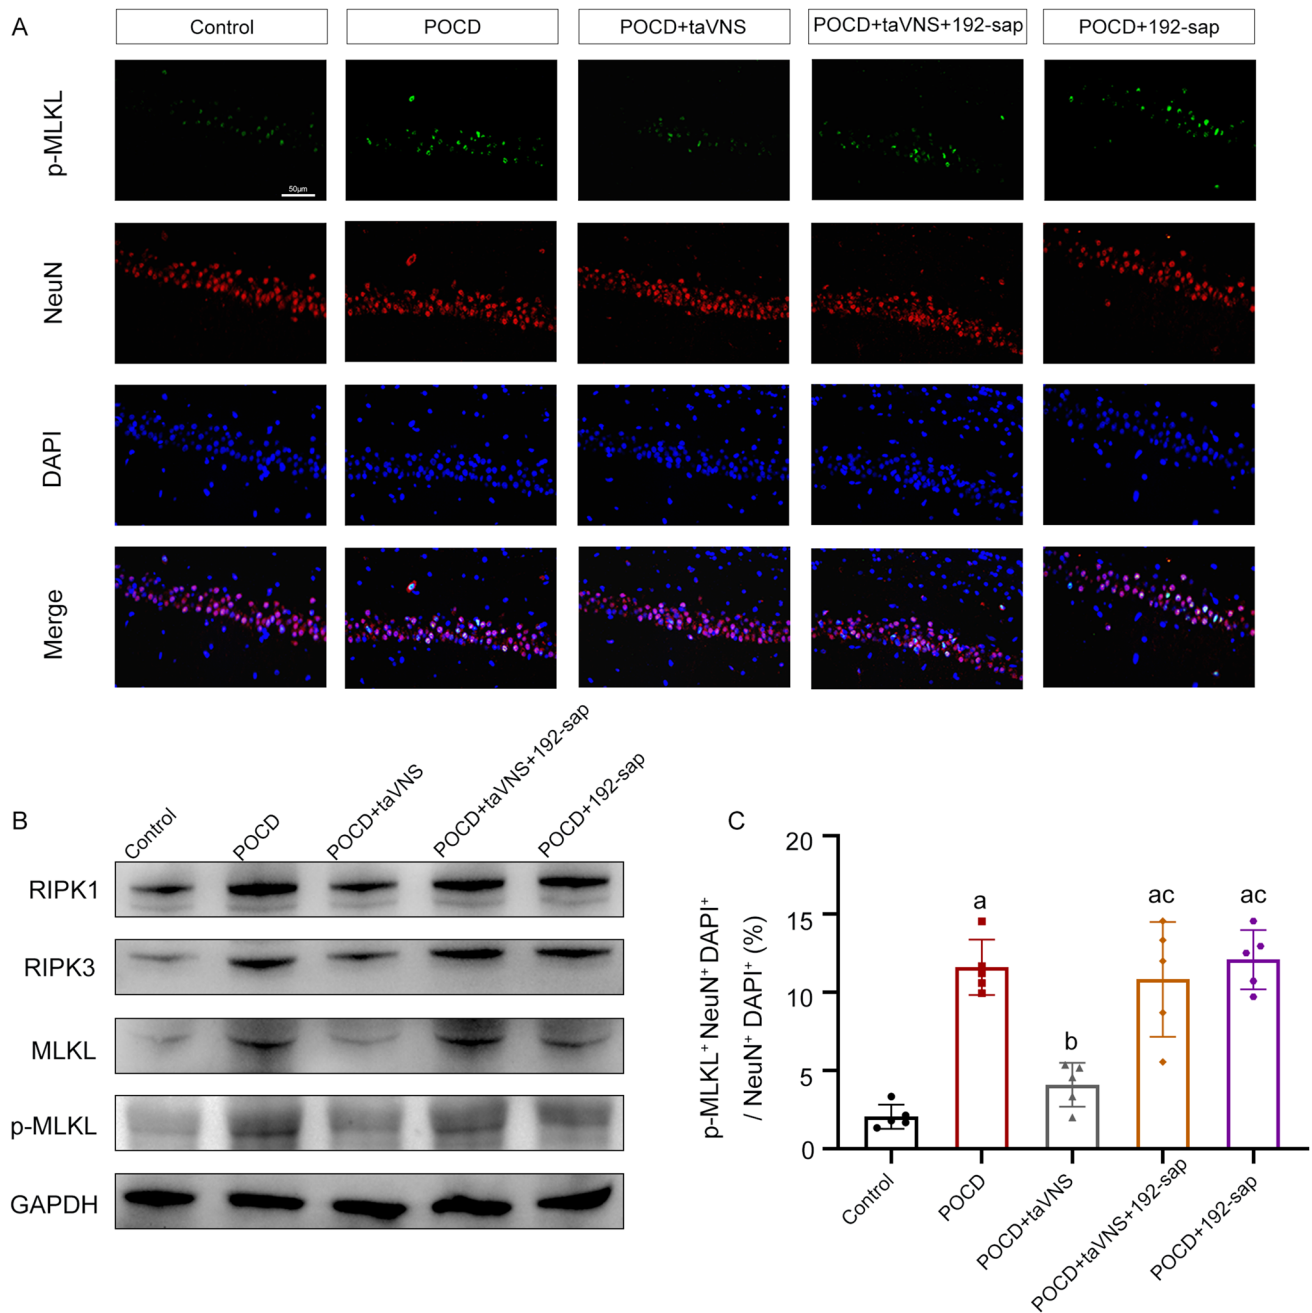 A
Control
POCD
POCD+taVNS
POCD+taVNS+192-sap
POCD+192-sap
p-MLKL
50μm
NeuN
DAPI
Merge
B
Control
POCD
POCD+taVNS
POCD+taVNS+192-sap
POCD+192-sap
RIPK1
RIPK3
MLKL
p-MLKL
GAPDH
C
p-MLKL⁺ NeuN⁺ DAPI⁺
/ NeuN⁺ DAPI⁺ (%)
20
15
10
5
0
a
b
ac
ac
Control
POCD
POCD+taVNS
POCD+taVNS+192-sap
POCD+192-sap